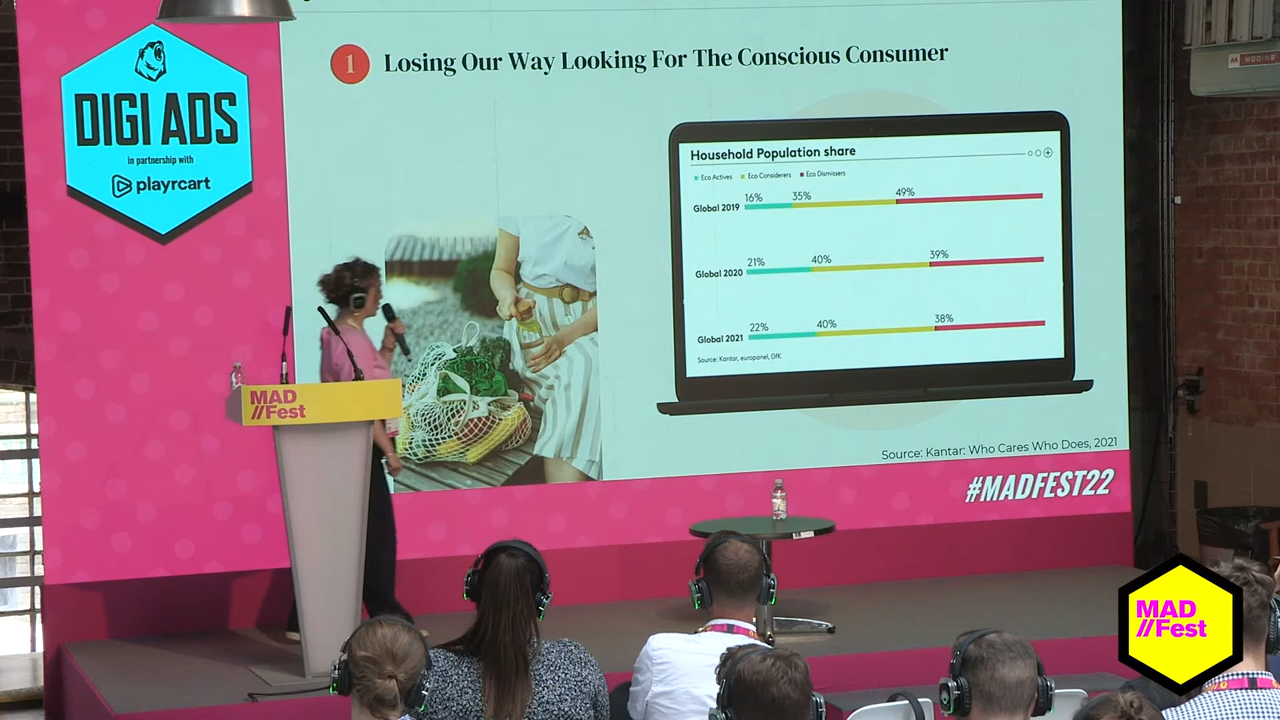 DIGI ADS
in partnership with
playrcart
1 Losing Our Way Looking For The Conscious Consumer
Household Population share
Eco Actives Eco Considerers Eco Dismissers
Global 2019 16% 35% 49%
Global 2020 21% 40% 39%
Global 2021 22% 40% 38%
Source: Kantar, europanel, GfK
Source: Kantar: Who Cares Who Does, 2021
#MADFEST22
MAD
//Fest
MAD
//Fest